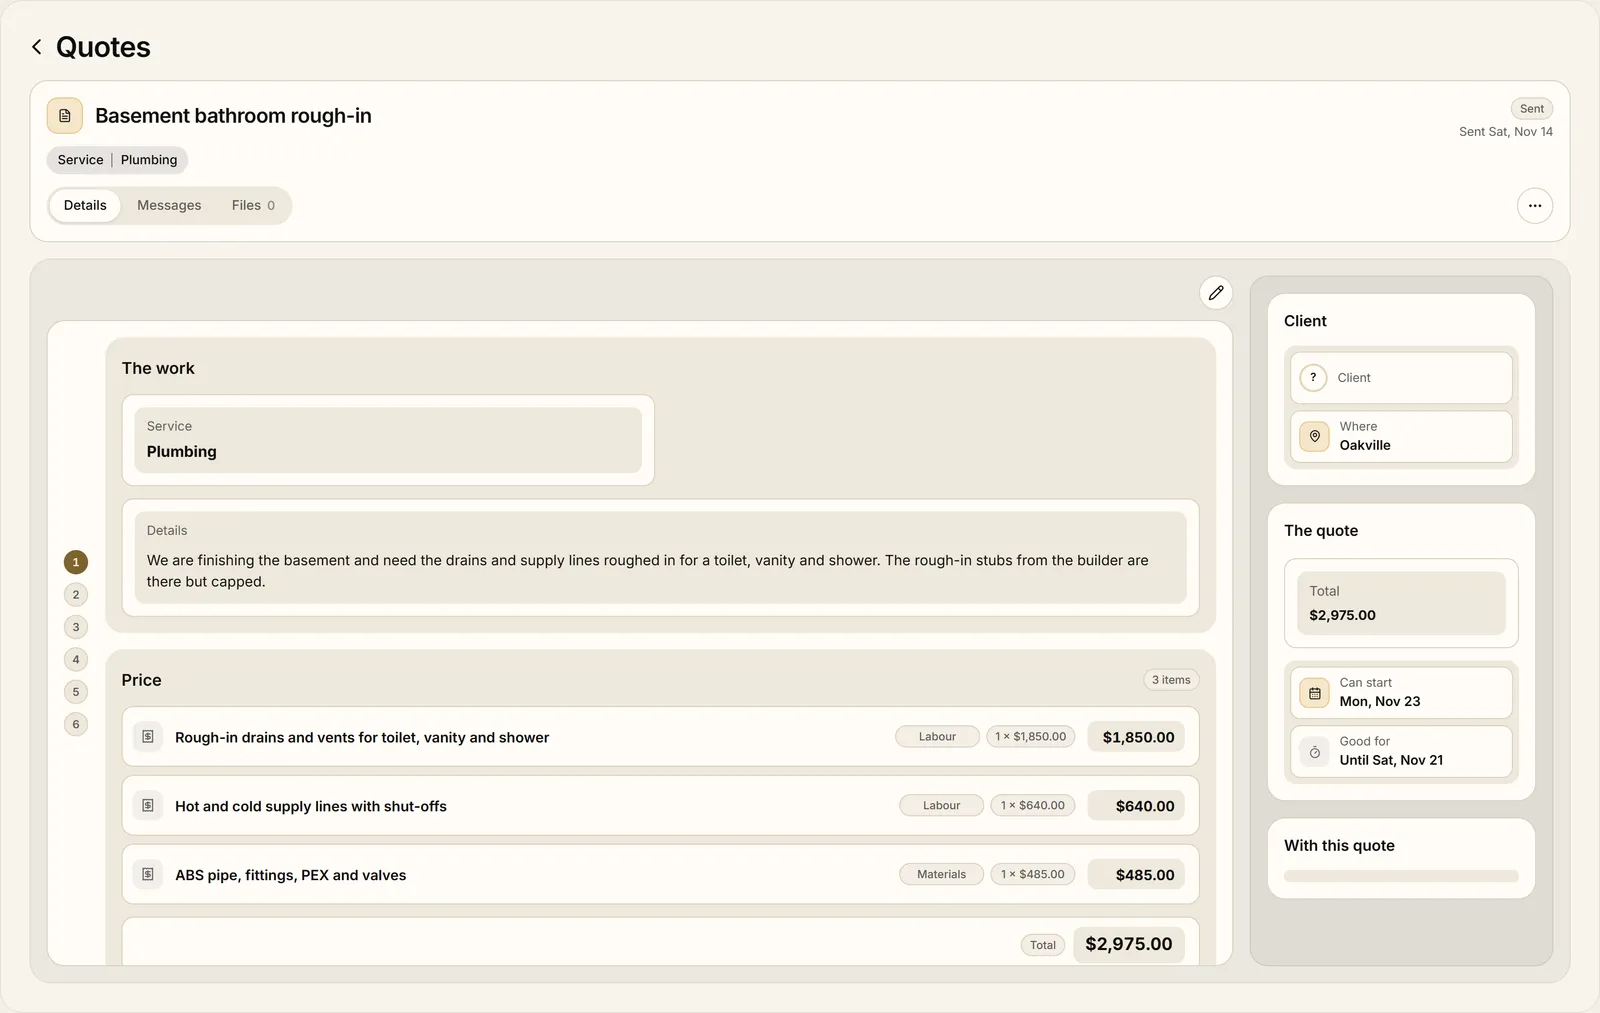 Quotes
Basement bathroom rough-in
Sent
Sent Sat, Nov 14
Service | Plumbing
Details
Messages
Files 0
The work
Service
Plumbing
Details
We are finishing the basement and need the drains and supply lines roughed in for a toilet, vanity and shower. The rough-in stubs from the builder are
there but capped.
1
2
3
4
5
6
Price
3 items
Rough-in drains and vents for toilet, vanity and shower
Labour
1 × $1,850.00
$1,850.00
Hot and cold supply lines with shut-offs
Labour
1 × $640.00
$640.00
ABS pipe, fittings, PEX and valves
Materials
1 × $485.00
$485.00
Total
$2,975.00
Client
?
Client
Where
Oakville
The quote
Total
$2,975.00
Can start
Mon, Nov 23
Good for
Until Sat, Nov 21
With this quote